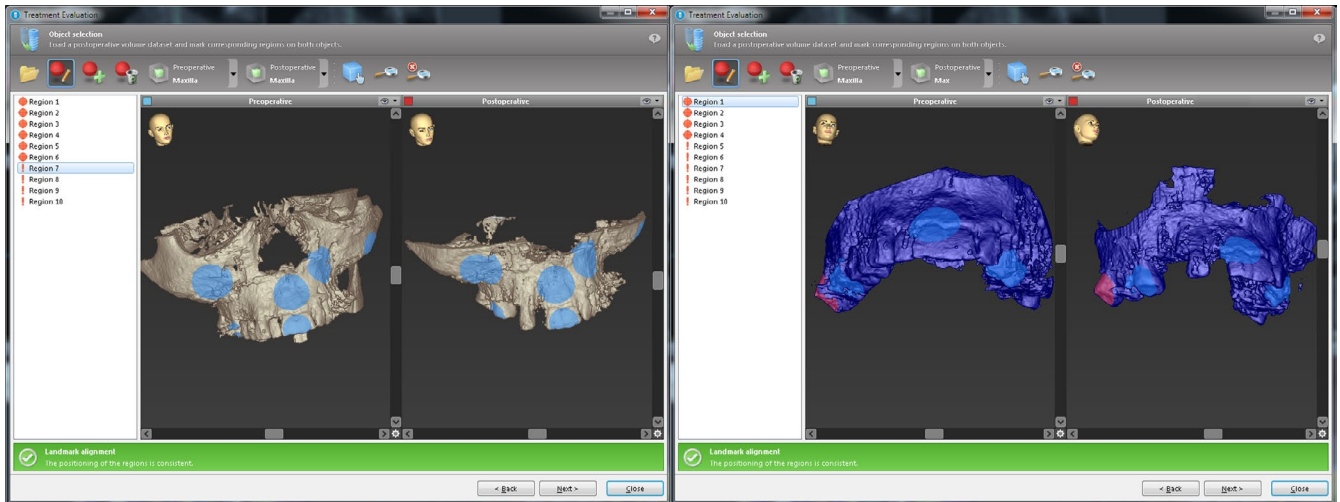 Treatment Evaluation
Object selection
Load a postoperative volume dataset and mark corresponding regions on both objects.
Preoperative
Maxilla
Postoperative
Maxilla
Region 1
Region 2
Region 3
Region 4
Region 5
Region 6
Region 7
Region 8
Region 9
Region 10
Preoperative
Postoperative
Landmark alignment
The positioning of the regions is consistent.
< Back
Next >
Close
Treatment Evaluation
Object selection
Load a postoperative volume dataset and mark corresponding regions on both objects.
Preoperative
Maxilla
Postoperative
Max
Region 1
Region 2
Region 3
Region 4
Region 5
Region 6
Region 7
Region 8
Region 9
Region 10
Preoperative
Postoperative
Landmark alignment
The positioning of the regions is consistent.
< Back
Next >
Close